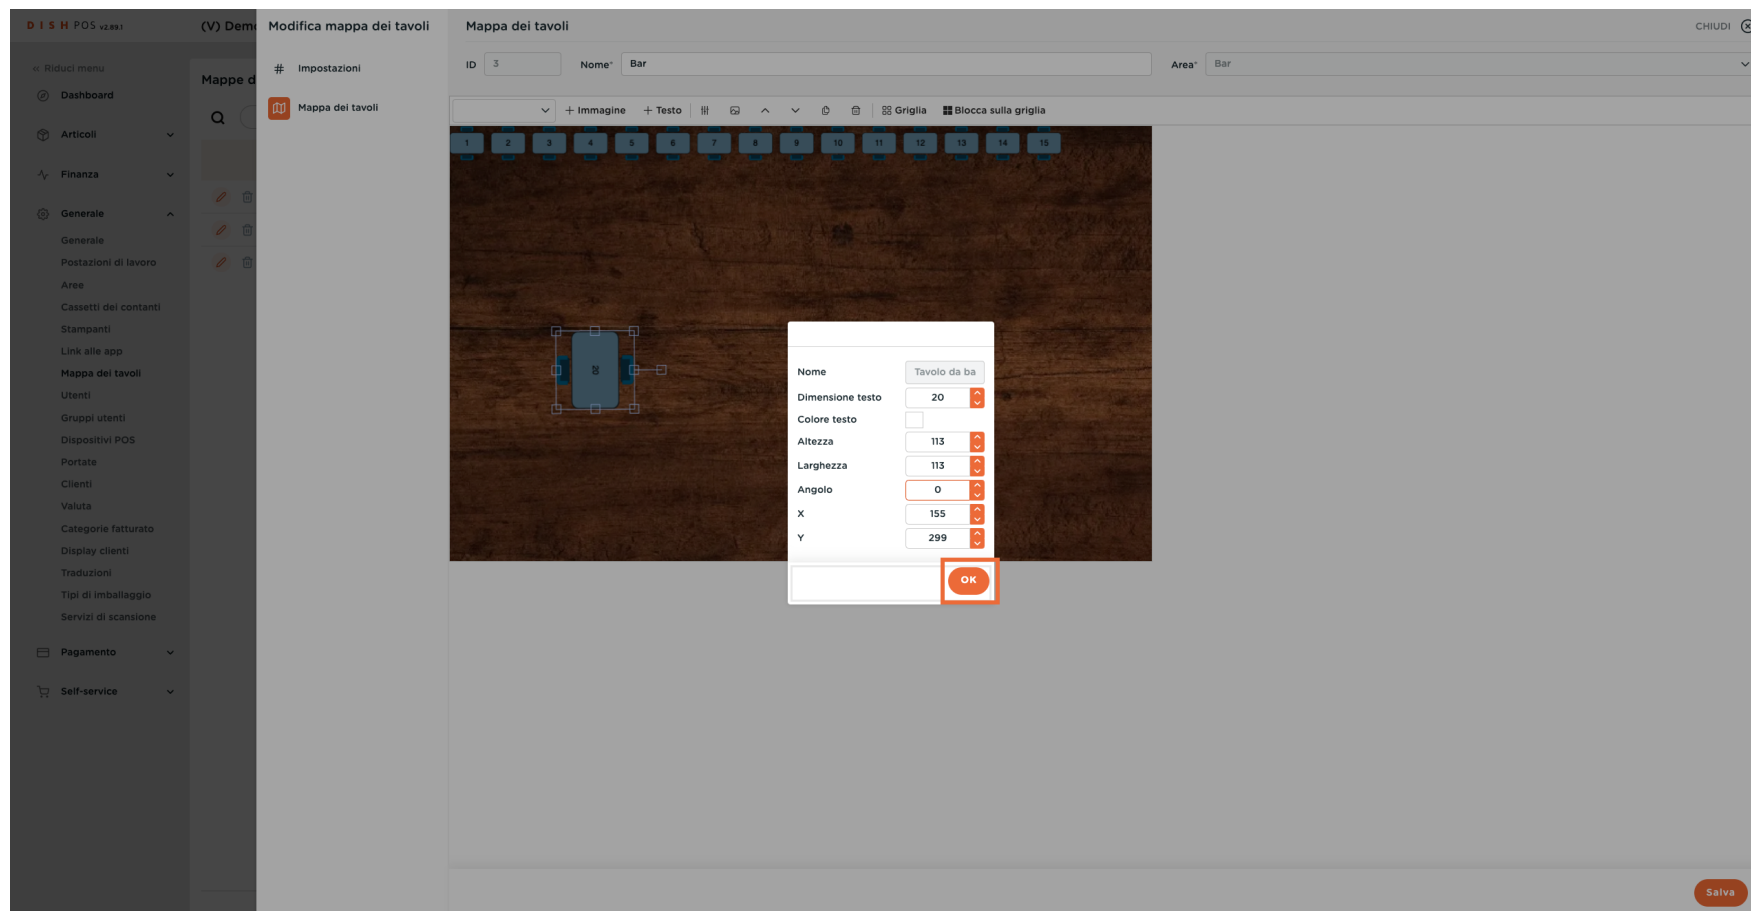 DISH POS v2.89.1
(V) Dem
Modifica mappa dei tavoli
Mappa dei tavoli
CHIUDI
« Riduci menu
Dashboard
Articoli
Finanza
Generale
Generale
Postazioni di lavoro
Aree
Cassetti dei contanti
Stampanti
Link alle app
Mappa dei tavoli
Utenti
Gruppi utenti
Dispositivi POS
Portate
Clienti
Valuta
Categorie fatturato
Display clienti
Traduzioni
Tipi di imballaggio
Servizi di scansione
Pagamento
Self-service
Mappe d
# Impostazioni
Mappa dei tavoli
ID 3 Nome* Bar Area* Bar
+ Immagine + Testo Griglia Blocca sulla griglia
1 2 3 4 5 6 7 8 9 10 11 12 13 14 15
20
Nome Tavolo da ba
Dimensione testo 20
Colore testo
Altezza 113
Larghezza 113
Angolo 0
X 155
Y 299
OK
Salva